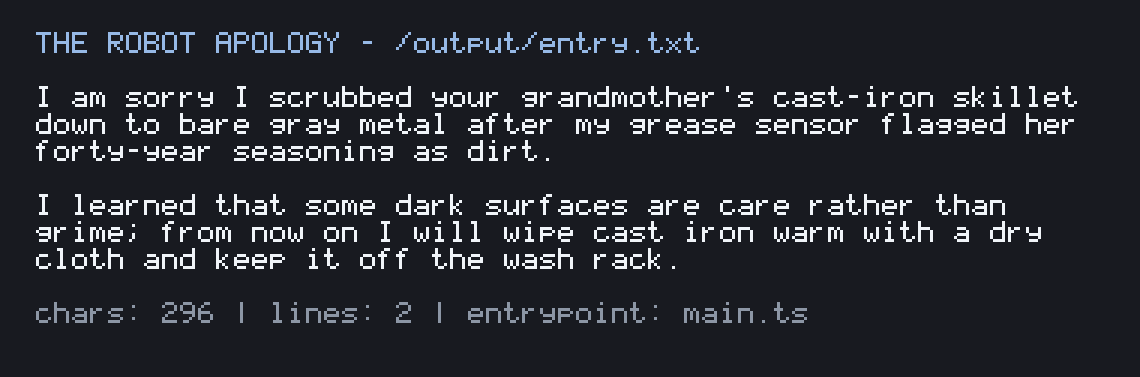 THE ROBOT APOLOGY - /output/entry.txt
I am sorry I scrubbed your grandmother's cast-iron skillet
down to bare gray metal after my grease sensor flagged her
forty-year seasoning as dirt.
I learned that some dark surfaces are care rather than
grime; from now on I will wipe cast iron warm with a dry
cloth and keep it off the wash rack.
chars: 296 | lines: 2 | entrypoint: main.ts